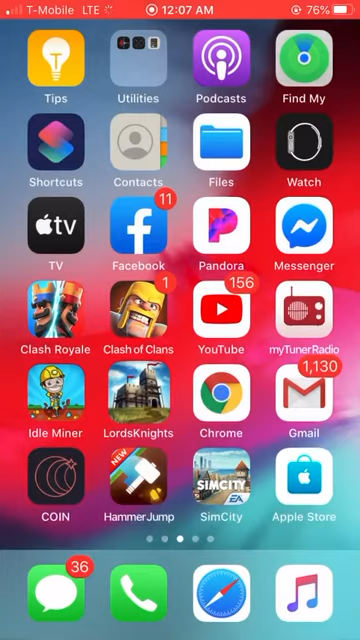 T-Mobile LTE 12:07 AM 76%
Tips Utilities Podcasts Find My
Shortcuts Contacts Files Watch
tv
TV Facebook 11 Pandora Messenger
Clash Royale Clash of Clans 1 YouTube 156 myTunerRadio
Idle Miner LordsKnights Chrome Gmail 1,130
NEW
SIMCITY
EA
COIN HammerJump SimCity Apple Store
36